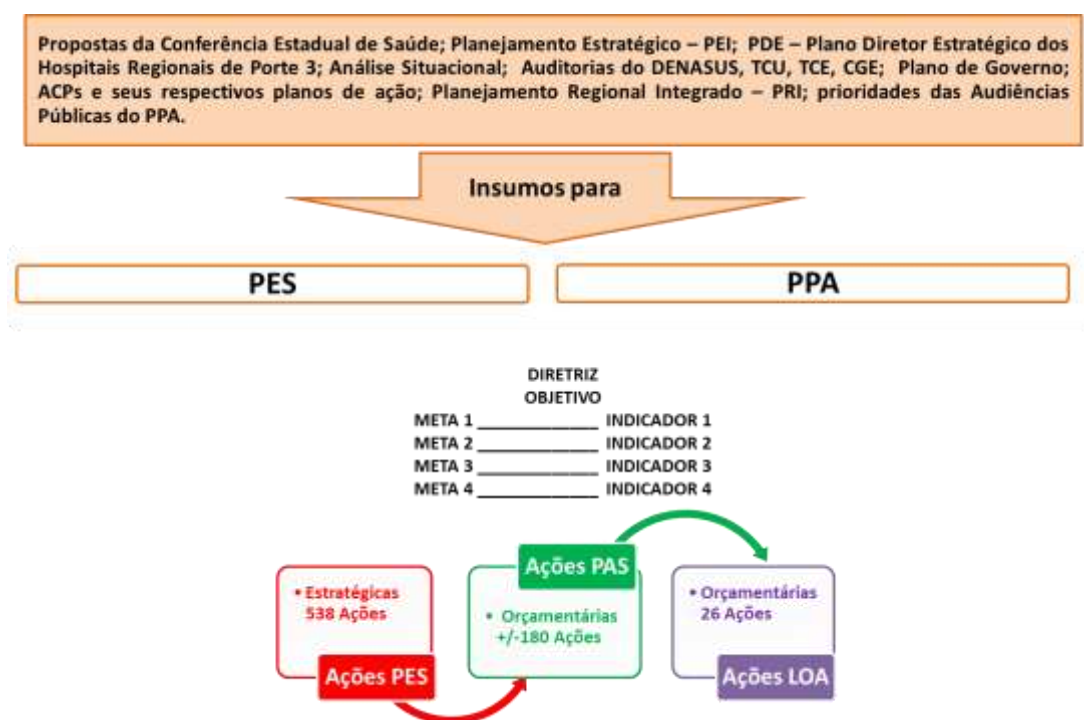 Propostas da Conferência Estadual de Saúde; Planejamento Estratégico – PEI; PDE – Plano Diretor Estratégico dos
Hospitais Regionais de Porte 3; Análise Situacional; Auditorias do DENASUS, TCU, TCE, CGE; Plano de Governo;
ACPs e seus respectivos planos de ação; Planejamento Regional Integrado – PRI; prioridades das Audiências
Públicas do PPA.
Insumos para
PES PPA
DIRETRIZ
OBJETIVO
META 1 _____________ INDICADOR 1
META 2 _____________ INDICADOR 2
META 3 _____________ INDICADOR 3
META 4 _____________ INDICADOR 4
• Estratégicas
538 Ações
Ações PES
Ações PAS
• Orçamentárias
+/-180 Ações
• Orçamentárias
26 Ações
Ações LOA